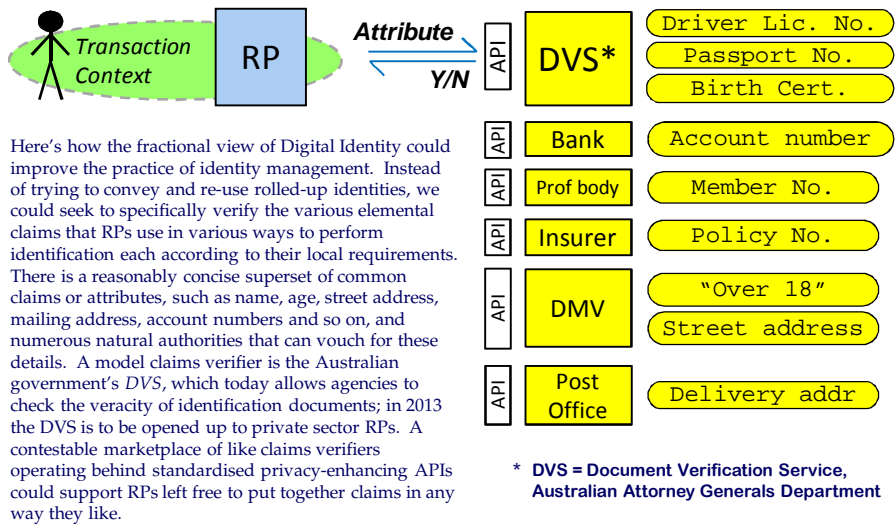 Transaction
Context
RP
Attribute
Y/N
API
DVS*
Driver Lic. No.
Passport No.
Birth Cert.
API
Bank
Account number
API
Prof body
Member No.
API
Insurer
Policy No.
API
DMV
"Over 18"
Street address
API
Post
Office
Delivery addr
Here's how the fractional view of Digital Identity could
improve the practice of identity management. Instead
of trying to convey and re-use rolled-up identities, we
could seek to specifically verify the various elemental
claims that RPs use in various ways to perform
identification each according to their local requirements.
There is a reasonably concise superset of common
claims or attributes, such as name, age, street address,
mailing address, account numbers and so on, and
numerous natural authorities that can vouch for these
details. A model claims verifier is the Australian
government's DVS, which today allows agencies to
check the veracity of identification documents; in 2013
the DVS is to be opened up to private sector RPs. A
contestable marketplace of like claims verifiers
operating behind standardised privacy-enhancing APIs
could support RPs left free to put together claims in any
way they like.
* DVS = Document Verification Service,
Australian Attorney Generals Department